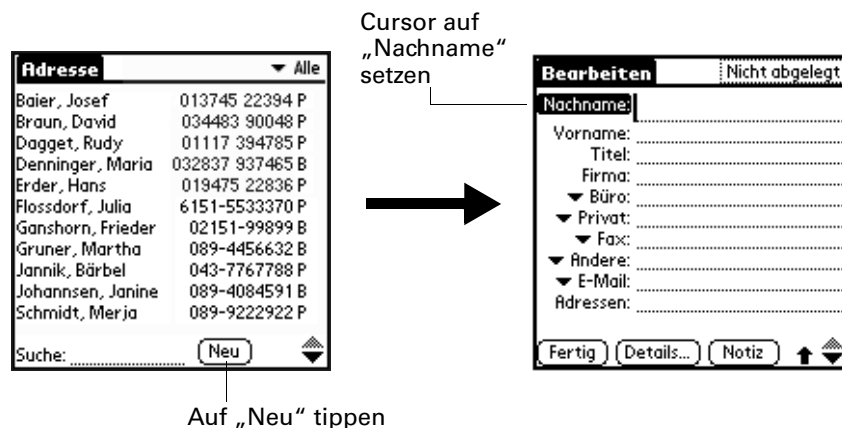 Cursor auf
„Nachname“
setzen
Adresse Alle
Baier, Josef 013745 22394 P
Braun, David 034483 90048 P
Dagget, Rudy 01117 394785 P
Denninger, Maria 032837 937465 B
Erder, Hans 019475 22836 P
Flossdorf, Julia 6151-5533370 P
Ganshorn, Frieder 02151-99899 B
Gruner, Martha 089-4456632 B
Jannik, Bärbel 043-7767788 P
Johannsen, Janine 089-4084591 B
Schmidt, Merja 089-9222922 P
Suche: Neu
Auf „Neu“ tippen
Bearbeiten Nicht abgelegt
Nachname:
Vorname:
Titel:
Firma:
Büro:
Privat:
Fax:
Andere:
E-Mail:
Adressen:
Fertig Details... Notiz